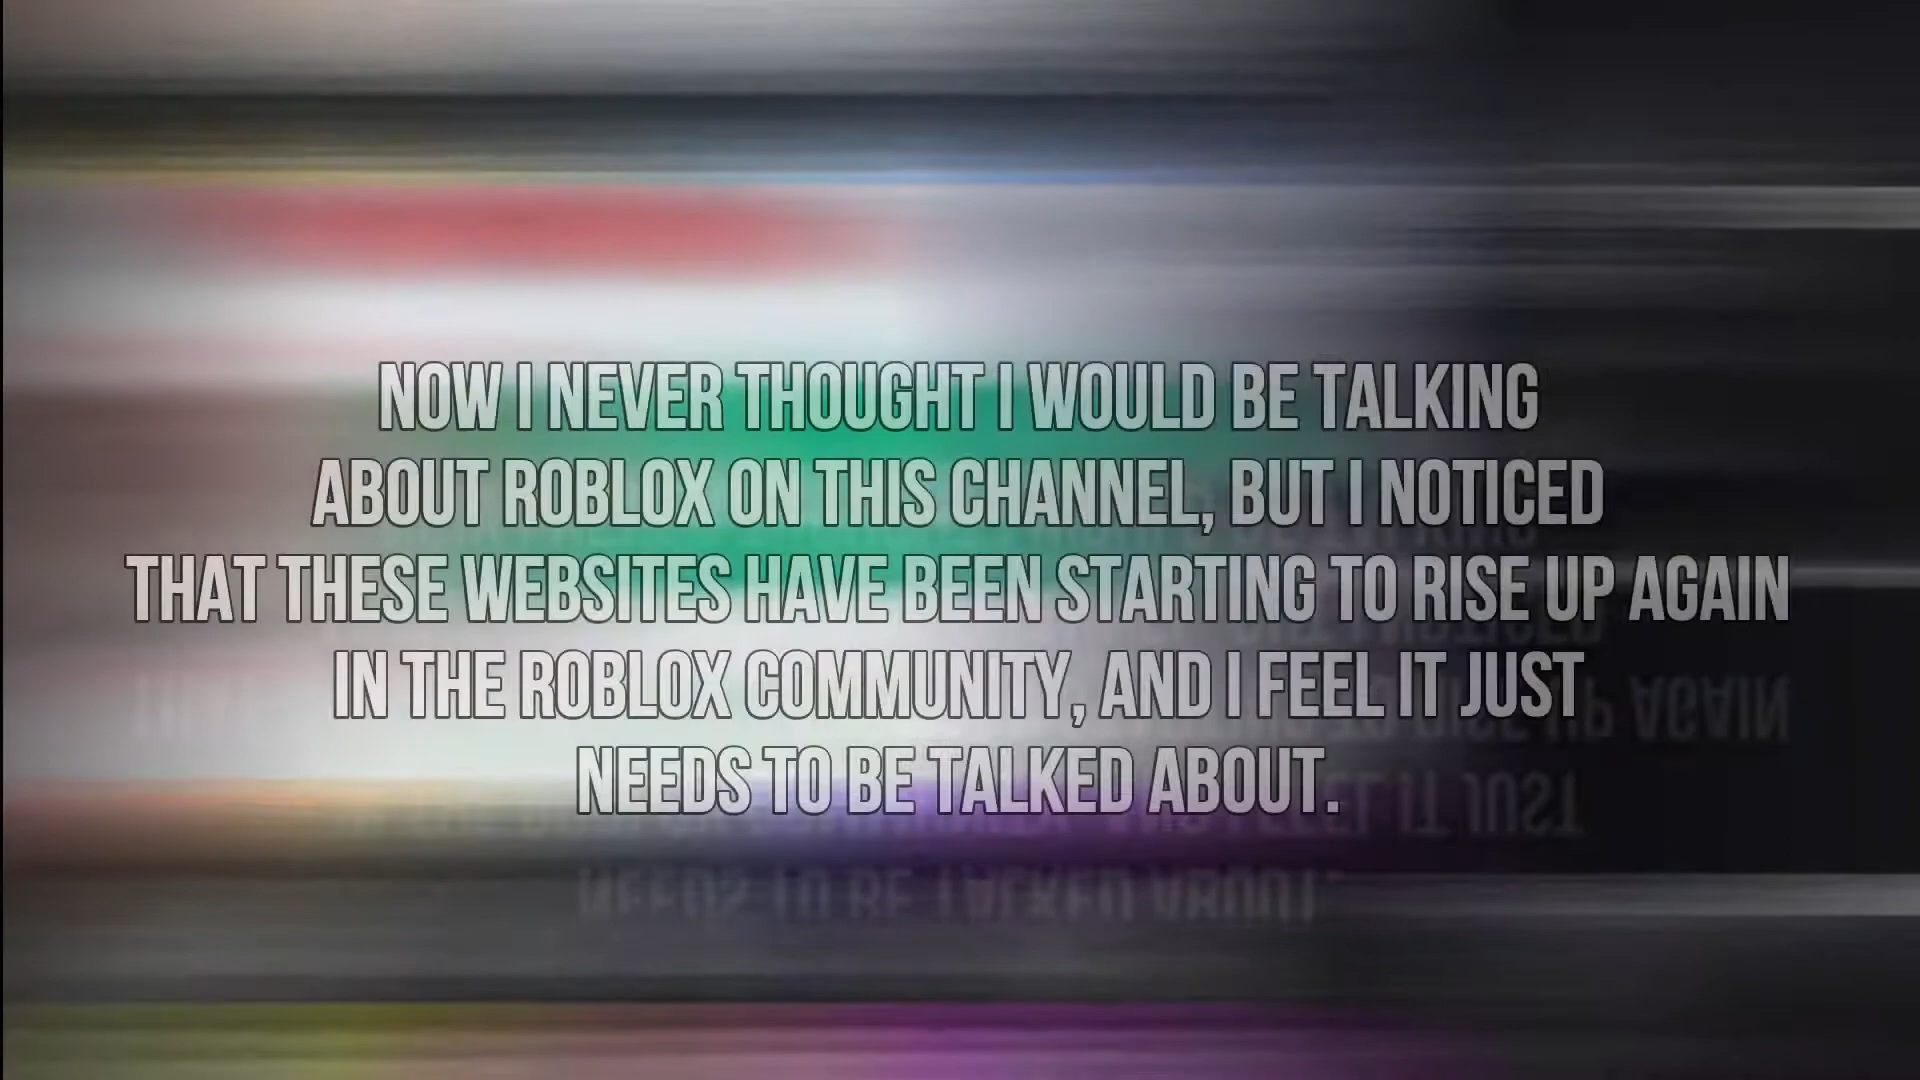 NOW I NEVER THOUGHT I WOULD BE TALKING
ABOUT ROBLOX ON THIS CHANNEL, BUT I NOTICED
THAT THESE WEBSITES HAVE BEEN STARTING TO RISE UP AGAIN
IN THE ROBLOX COMMUNITY, AND I FEEL IT JUST
NEEDS TO BE TALKED ABOUT.